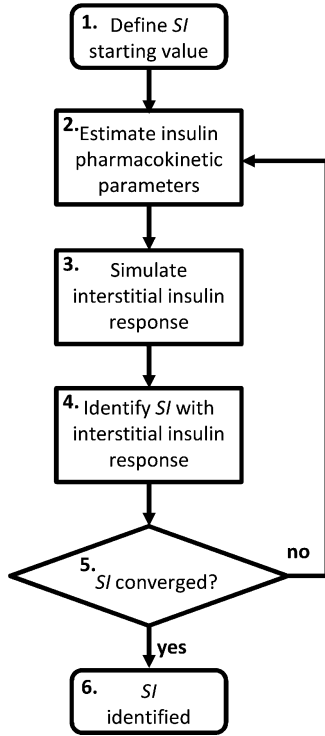 1. Define SI
starting value
2. Estimate insulin
pharmacokinetic
parameters
3. Simulate
interstitial insulin
response
4. Identify SI with
interstitial insulin
response
5.
SI converged?
no
yes
6. SI
identified